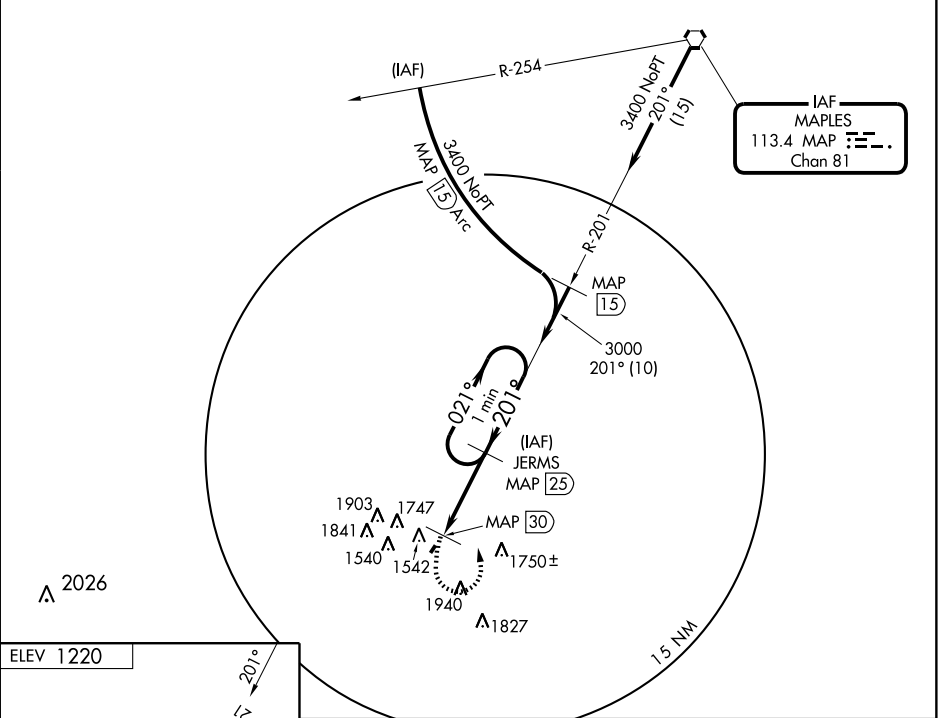 (IAF)
R-254
3400 NoPT
201°
(15)
IAF
MAPLES
113.4 MAP
Chan 81
3400 NoPT
MAP 15 Arc
R-201
MAP
15
3000
201° (10)
021°
1 min
201°
(IAF)
JERMS
MAP 25
MAP 30
1903
1747
1841
1540
1542
1750±
1940
1827
2026
15 NM
ELEV 1220
201°
21